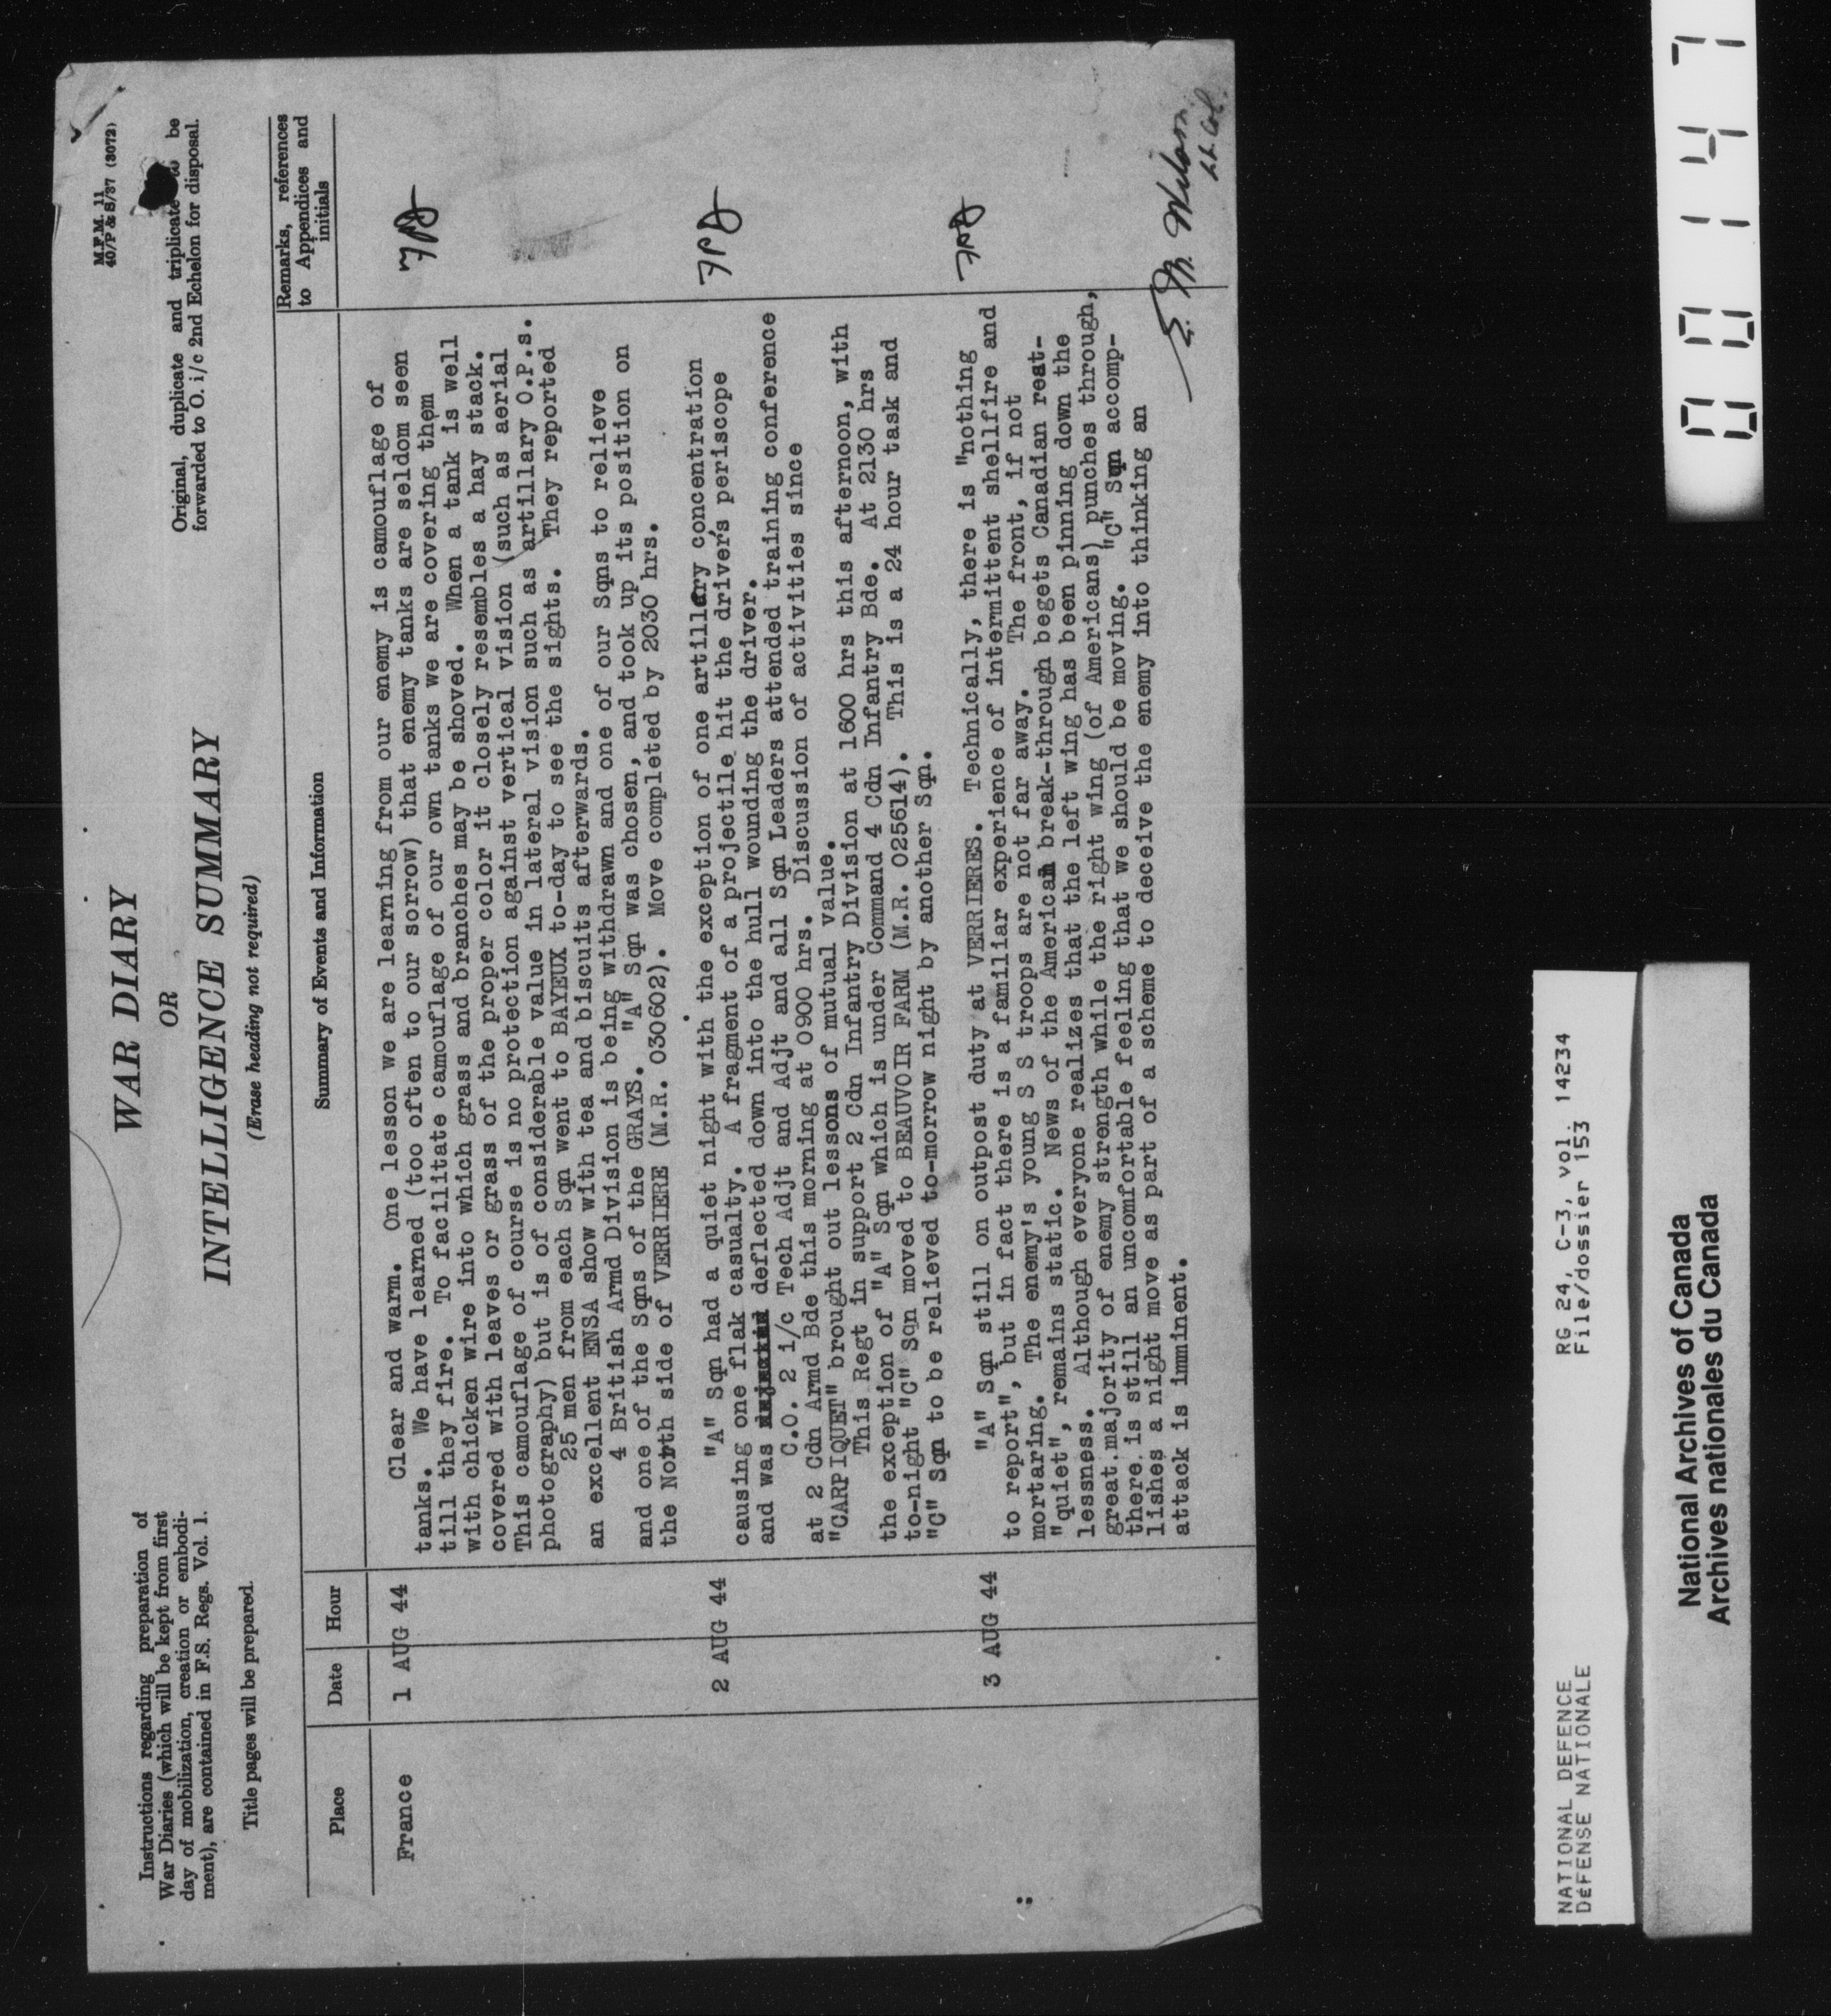 Instructions regarding preparation of
War Diaries (which will be kept from first
day of mobilization, creation or embodi-
ment), are contained in F.S. Regs. Vol. 1.
Title pages will be prepared.
WAR DIARY
OR
INTELLIGENCE SUMMARY
(Erase heading not required)
M.F.M. 11
40/P & S/37 (3072)
Original, duplicate and triplicate to be
forwarded to O. i/c 2nd Echelon for disposal.
Place
Date
Hour
Summary of Events and Information
Remarks, references
to Appendices and
initials
France
1 AUG 44
Clear and warm. One lesson we are learning from our enemy is camouflage of
tanks. We have learned (too often to our sorrow) that enemy tanks are seldom seen
till they fire. To facilitate camouflage of our own tanks we are covering them
with chicken wire into which grass and branches may be shoved. When a tank is well
covered with leaves or grass of the proper color it closely resembles a hay stack.
This camouflage of course is no protection against vertical vision (such as aerial
photography) but is of considerable value in lateral vision such as artillary O.P.s.
25 men from each Sqn went to BAYEUX to-day to see the sights. They reported
an excellent ENSA show with tea and biscuits afterwards.
4 British Armd Division is being withdrawn and one of our Sqns to relieve
and one of the Sqns of the GRAYS. "A" Sqn was chosen, and took up its position on
the North side of VERRIERE (M.R. 030602). Move completed by 2030 hrs.
2 AUG 44
"A" Sqn had a quiet night with the exception of one artillery concentration
causing one flak casualty. A fragment of a projectile hit the driver's periscope
and was deflected down into the hull wounding the driver.
C.O. 2 i/c Tech Adjt and Adjt and all Sqn Leaders attended training conference
at 2 Cdn Armd Bde this morning at 0900 hrs. Discussion of activities since
"CARPIQUET" brought out lessons of mutual value.
This Regt in support 2 Cdn Infantry Division at 1600 hrs this afternoon, with
the exception of "A" Sqn which is under Command 4 Cdn Infantry Bde. At 2130 hrs
to-night "C" Sqn moved to BEAUVOIR FARM (M.R. 025614). This is a 24 hour task and
"C" Sqn to be relieved to-morrow night by another Sqn.
3 AUG 44
"A" Sqn still on outpost duty at VERRIERES. Technically, there is "nothing
to report", but in fact there is a familiar experience of intermittent shellfire and
mortaring. The enemy's young S S troops are not far away. The front, if not
"quiet", remains static. News of the American break-through begets Canadian rest-
lessness. Although everyone realizes that the left wing has been pinning down the
great majority of enemy strength while the right wing (of Americans) punches through,
there is still an uncomfortable feeling that we should be moving. "C" Sqn accomp-
lishes a night move as part of a scheme to deceive the enemy into thinking an
attack is imminent.
Wilson
Lt. Col.
NATIONAL DEFENCE
DÉFENSE NATIONALE
RG 24, C-3, vol. 14234
File/dossier 153
National Archives of Canada
Archives nationales du Canada
00147